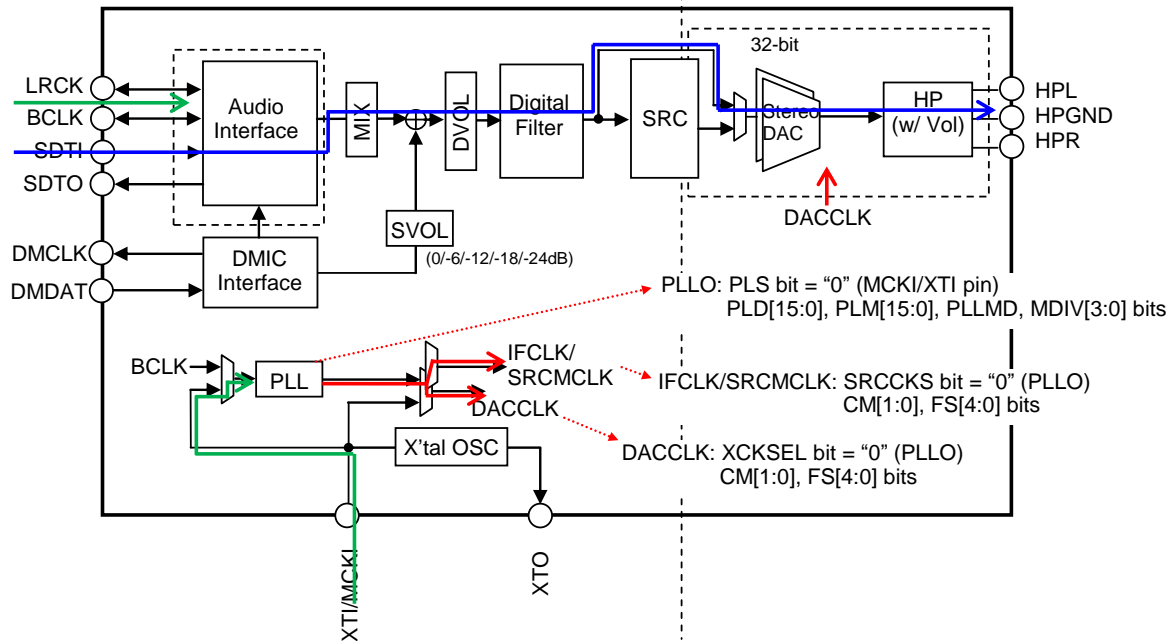 32-bit
LRCK
BCLK
SDTI
SDTO
DMCLK
DMDAT
Audio
Interface
MIX
DVOL
Digital
Filter
SRC
Stereo
DAC
HP
(w/ Vol)
HPL
HPGND
HPR
DACCLK
DMIC
Interface
SVOL
(0/-6/-12/-18/-24dB)
PLLO: PLS bit = “0” (MCKI/XTI pin)
PLD[15:0], PLM[15:0], PLLMD, MDIV[3:0] bits
BCLK
PLL
IFCLK/
SRCMCLK
DACCLK
IFCLK/SRCMCLK: SRCCKS bit = “0” (PLLO)
CM[1:0], FS[4:0] bits
X'tal OSC
DACCLK: XCKSEL bit = “0” (PLLO)
CM[1:0], FS[4:0] bits
XTI/MCKI
XTO